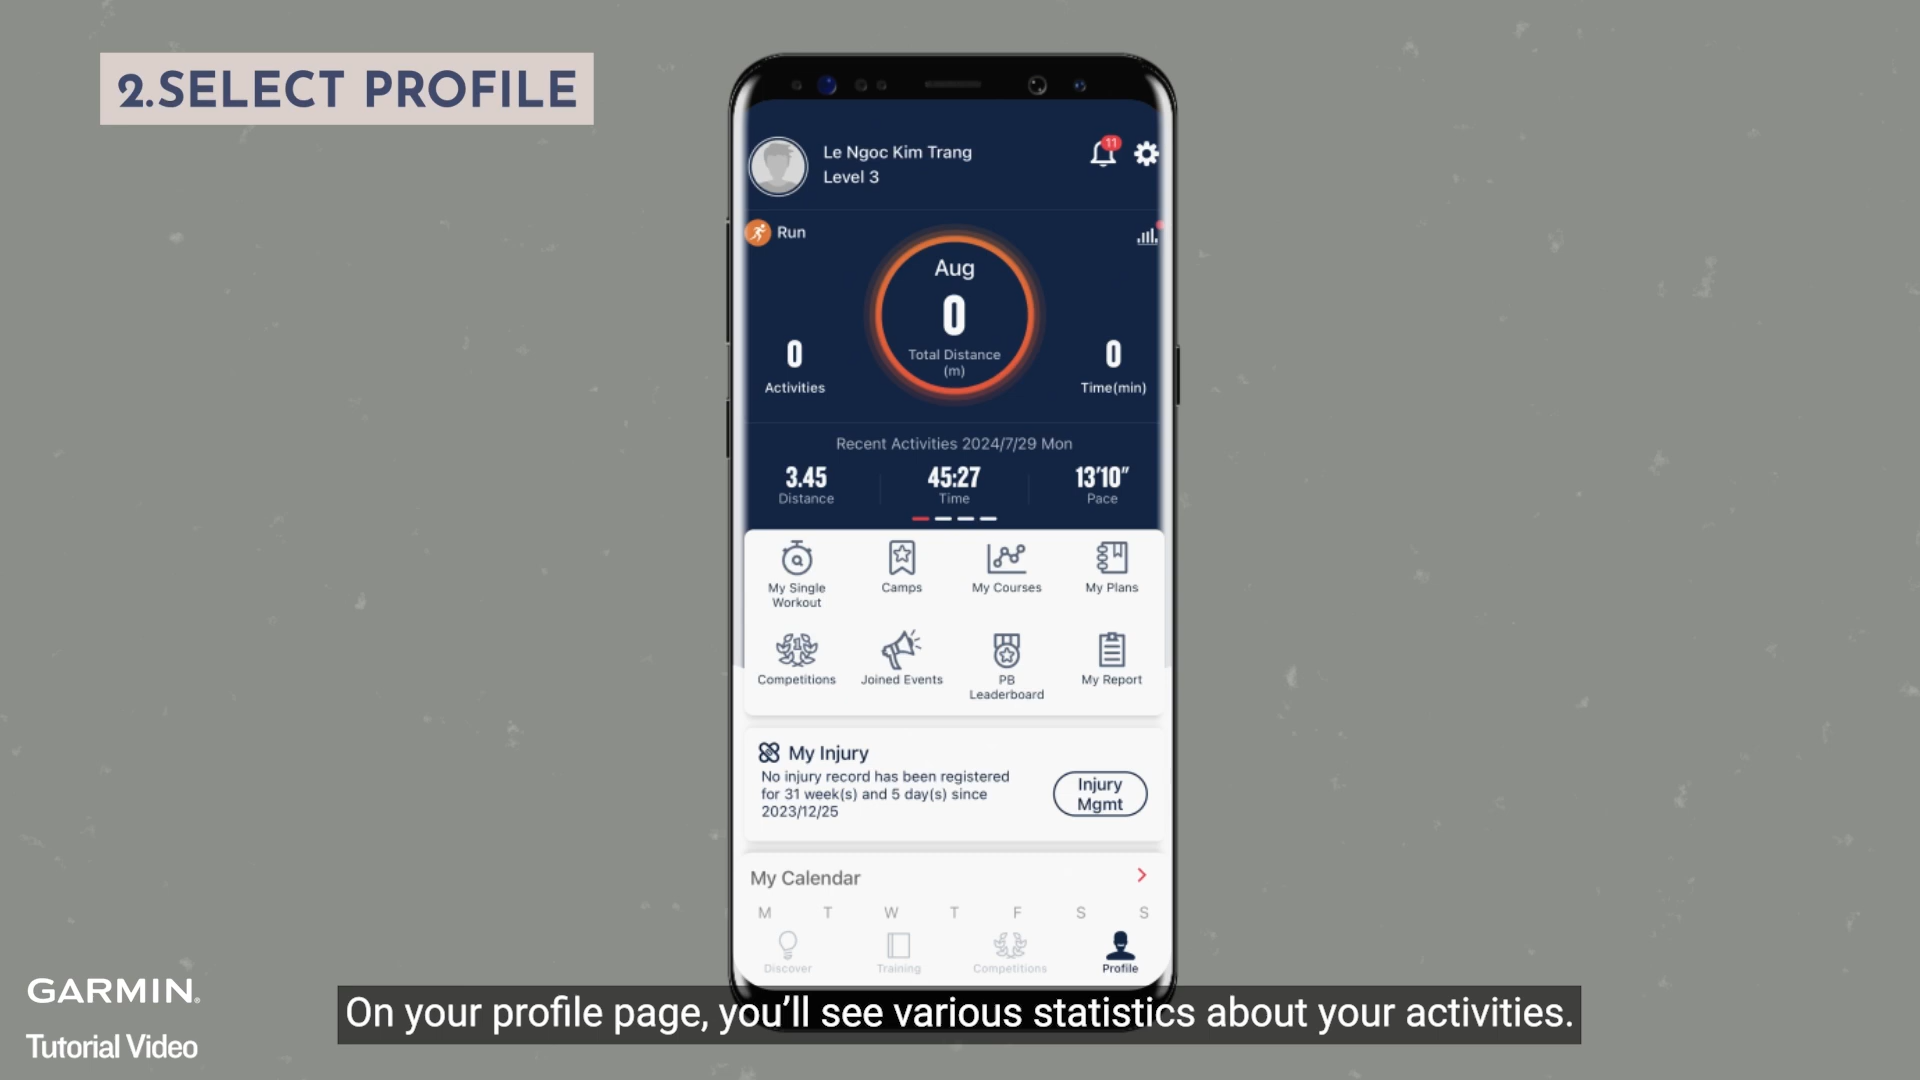 2.SELECT PROFILE
Le Ngoc Kim Trang
Level 3
11
Run
Aug
0
Total Distance
(m)
0
Activities
0
Time(min)
Recent Activities 2024/7/29 Mon
3.45
Distance
45:27
Time
13'10"
Pace
My Single
Workout
Camps
My Courses
My Plans
Competitions
Joined Events
PB
Leaderboard
My Report
My Injury
No injury record has been registered
for 31 week(s) and 5 day(s) since
2023/12/25
Injury
Mgmt
My Calendar
M T W T F S S
Discover
Training
Competitions
Profile
GARMIN.
Tutorial Video
On your profile page, you'll see various statistics about your activities.